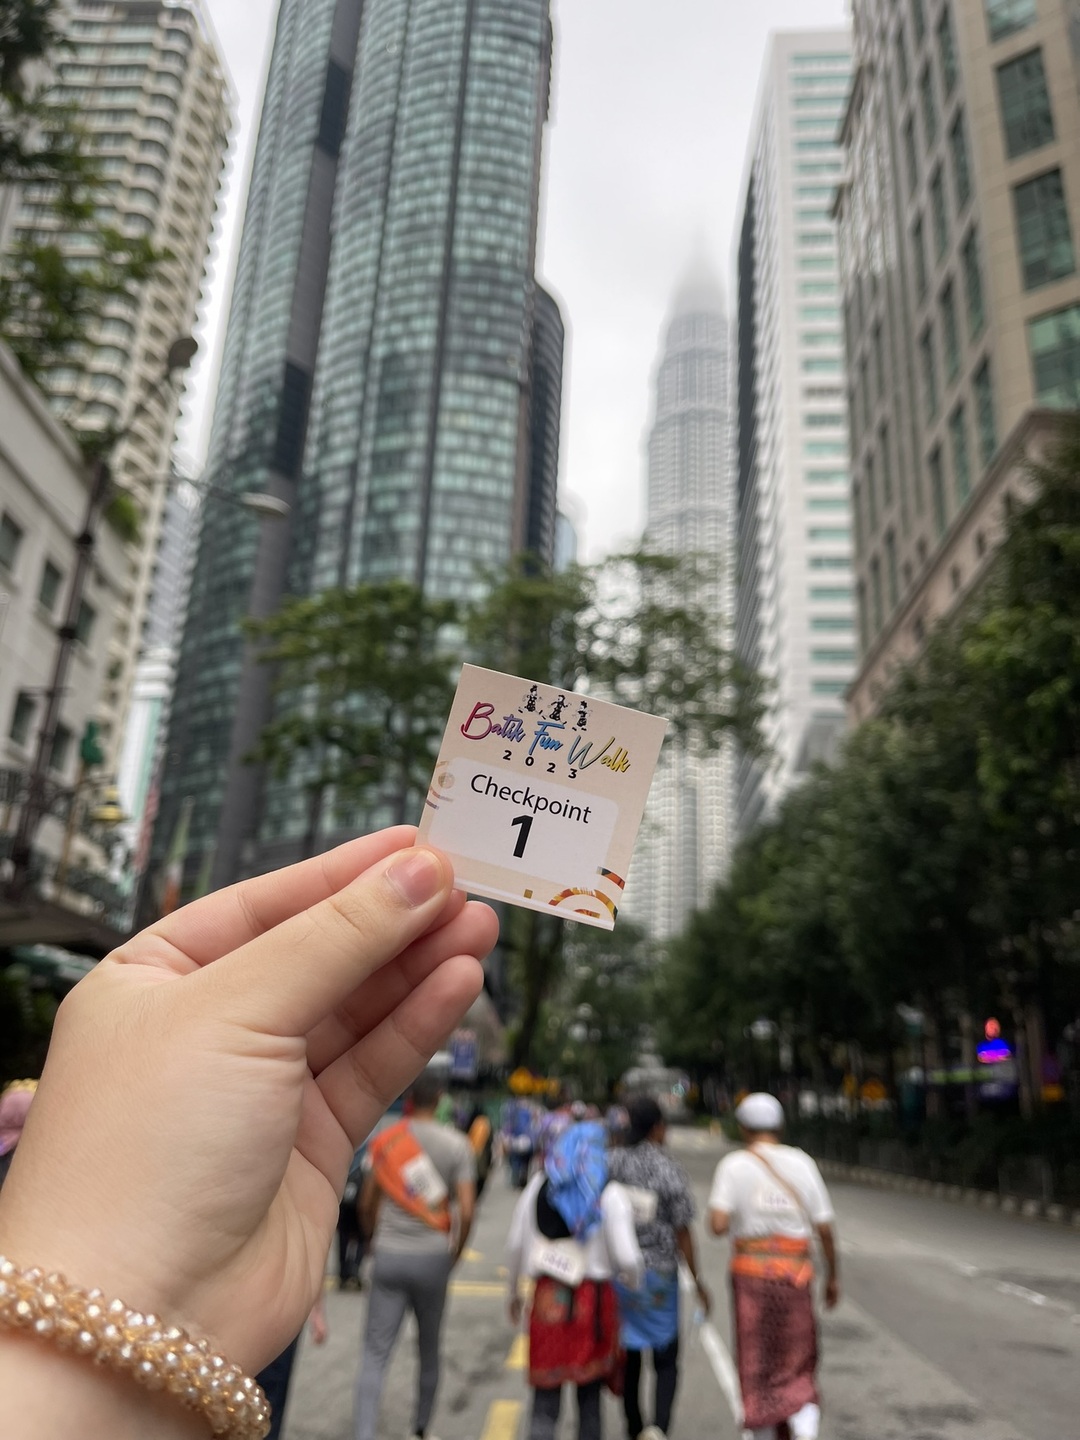 Batik Fun Walk
2023
Checkpoint
1